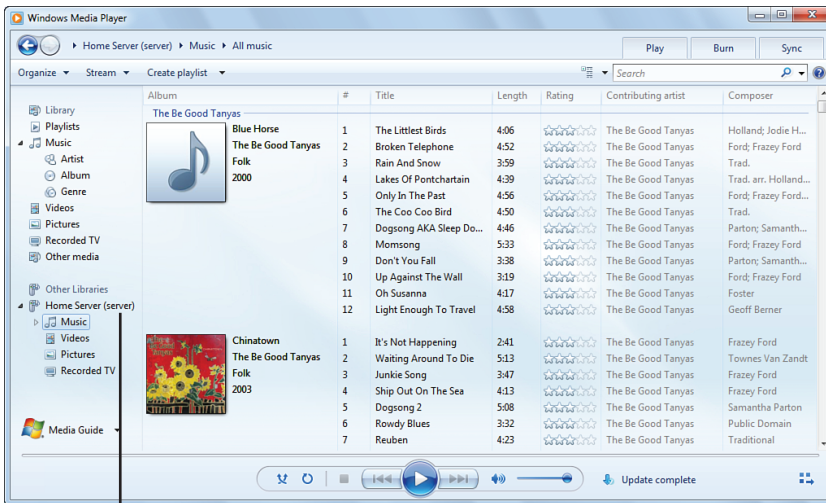 Windows Media Player
Home Server (server) ▸ Music ▸ All music
Play Burn Sync
Organize Stream Create playlist Search
Album # Title Length Rating Contributing artist Composer
Library
Playlists
Music
Artist
Album
Genre
Videos
Pictures
Recorded TV
Other media
Other Libraries
Home Server (server)
Music
Videos
Pictures
Recorded TV
Media Guide
The Be Good Tanyas
Blue Horse
The Be Good Tanyas
Folk
2000
1 The Littlest Birds 4:06 The Be Good Tanyas Holland; Jodie H...
2 Broken Telephone 4:52 The Be Good Tanyas Ford; Frazey Ford
3 Rain And Snow 3:59 The Be Good Tanyas Trad.
4 Lakes Of Pontchartain 4:39 The Be Good Tanyas Trad. arr. Holland...
5 Only In The Past 4:56 The Be Good Tanyas Ford; Frazey Ford...
6 The Coo Coo Bird 4:50 The Be Good Tanyas Trad.
7 Dogsong AKA Sleep Do... 4:46 The Be Good Tanyas Parton; Samanth...
8 Momsong 5:33 The Be Good Tanyas Ford; Frazey Ford
9 Don't You Fall 3:38 The Be Good Tanyas Parton; Samanth...
10 Up Against The Wall 3:19 The Be Good Tanyas Ford; Frazey Ford
11 Oh Susanna 4:17 The Be Good Tanyas Foster
12 Light Enough To Travel 4:58 The Be Good Tanyas Geoff Berner
Chinatown
The Be Good Tanyas
Folk
2003
1 It's Not Happening 2:41 The Be Good Tanyas Frazey Ford
2 Waiting Around To Die 5:13 The Be Good Tanyas Townes Van Zandt
3 Junkie Song 3:47 The Be Good Tanyas Frazey Ford
4 Ship Out On The Sea 4:13 The Be Good Tanyas Frazey Ford
5 Dogsong 2 5:08 The Be Good Tanyas Samantha Parton
6 Rowdy Blues 3:32 The Be Good Tanyas Public Domain
7 Reuben 4:23 The Be Good Tanyas Traditional
Update complete